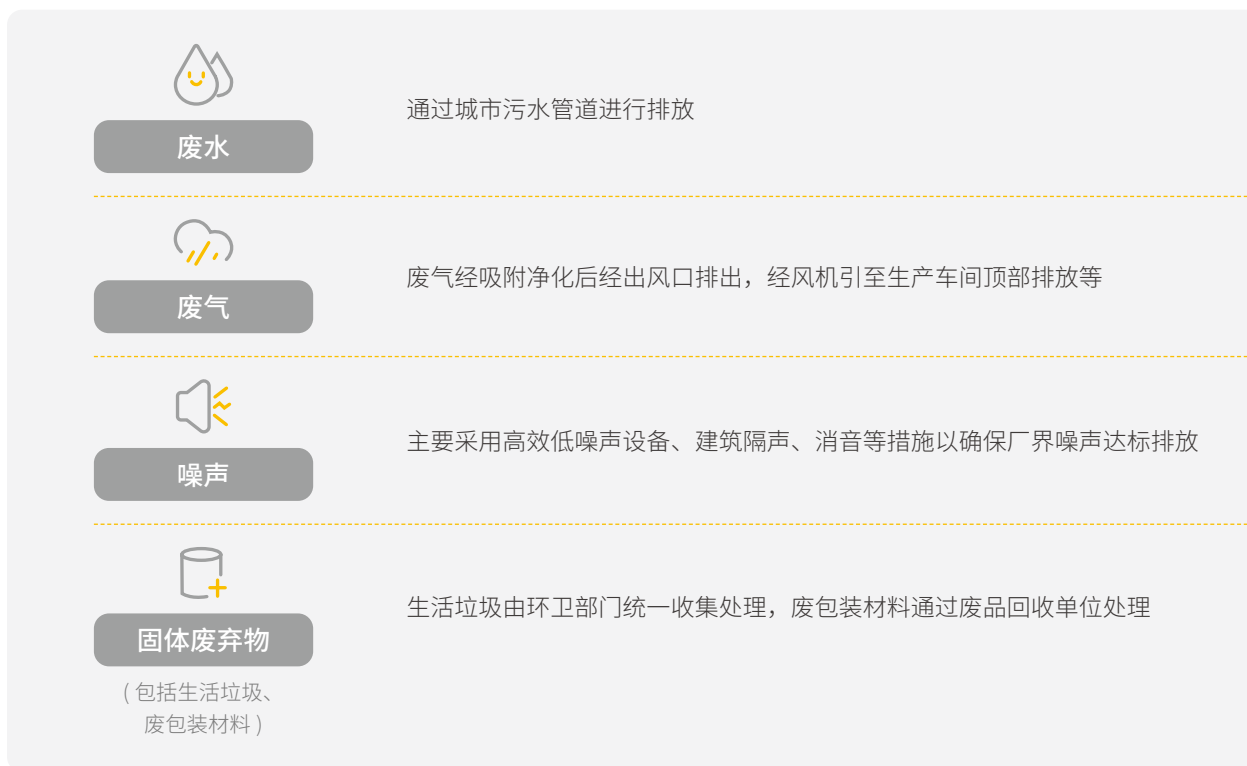 通过城市污水管道进行排放
废水
废气经吸附净化后经出风口排出，经风机引至生产车间顶部排放等
废气
主要采用高效低噪声设备、建筑隔声、消音等措施以确保厂界噪声达标排放
噪声
生活垃圾由环卫部门统一收集处理，废包装材料通过废品回收单位处理
固体废弃物
( 包括生活垃圾、
废包装材料 )